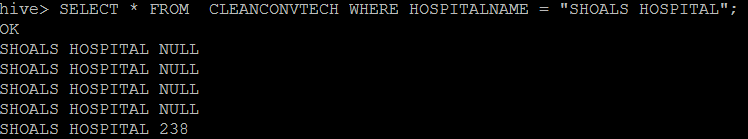 hive> SELECT * FROM  CLEANCONVTECH WHERE HOSPITALNAME = "SHOALS HOSPITAL";
OK
SHOALS HOSPITAL NULL
SHOALS HOSPITAL NULL
SHOALS HOSPITAL NULL
SHOALS HOSPITAL NULL
SHOALS HOSPITAL 238